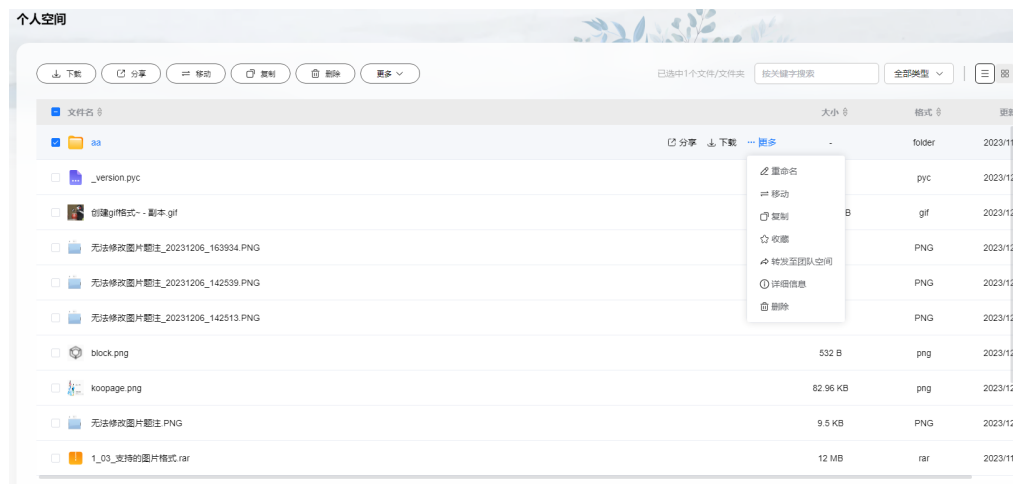 个人空间
下载 分享 移动 复制 删除 更多 已选中1个文件/文件夹 按关键字搜索 全部类型
文件名 大小 格式
aa 分享 下载 ··· 更多 - folder 2023/11
_version.pyc pyc 2023/12
创建gif格式~ - 副本.gif B gif 2023/12
无法修改图片题注_20231206_163934.PNG PNG 2023/12
无法修改图片题注_20231206_142539.PNG PNG 2023/12
无法修改图片题注_20231206_142513.PNG PNG 2023/12
block.png 532 B png 2023/12
koopage.png 82.96 KB png 2023/12
无法修改图片题注.PNG 9.5 KB PNG 2023/12
1_03_支持的图片格式.rar 12 MB rar 2023/11
重命名
移动
复制
收藏
转发至团队空间
详细信息
删除